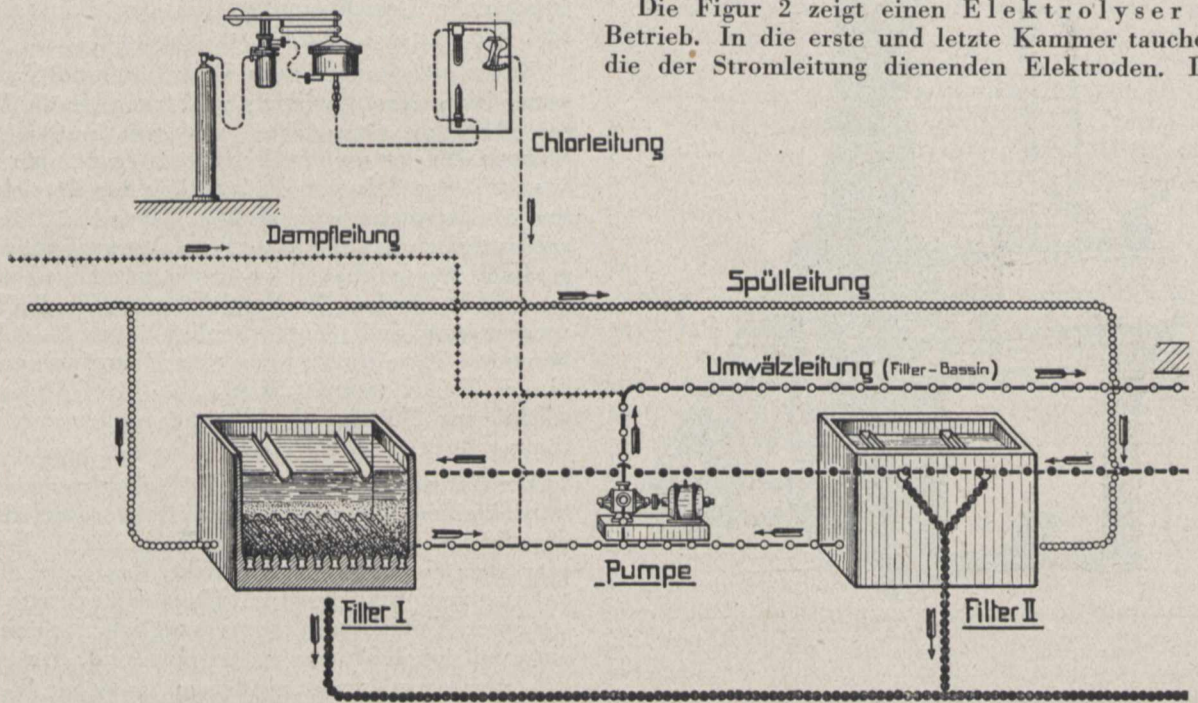 Die Figur 2 zeigt einen Elektrolyser
Betrieb. In die erste und letzte Kammer tauche
die der Stromleitung dienenden Elektroden.
Chlorleitung
Dampfleitung
Spülleitung
Umwälzleitung (Filter-Bassin)
Pumpe
Filter I
Filter II